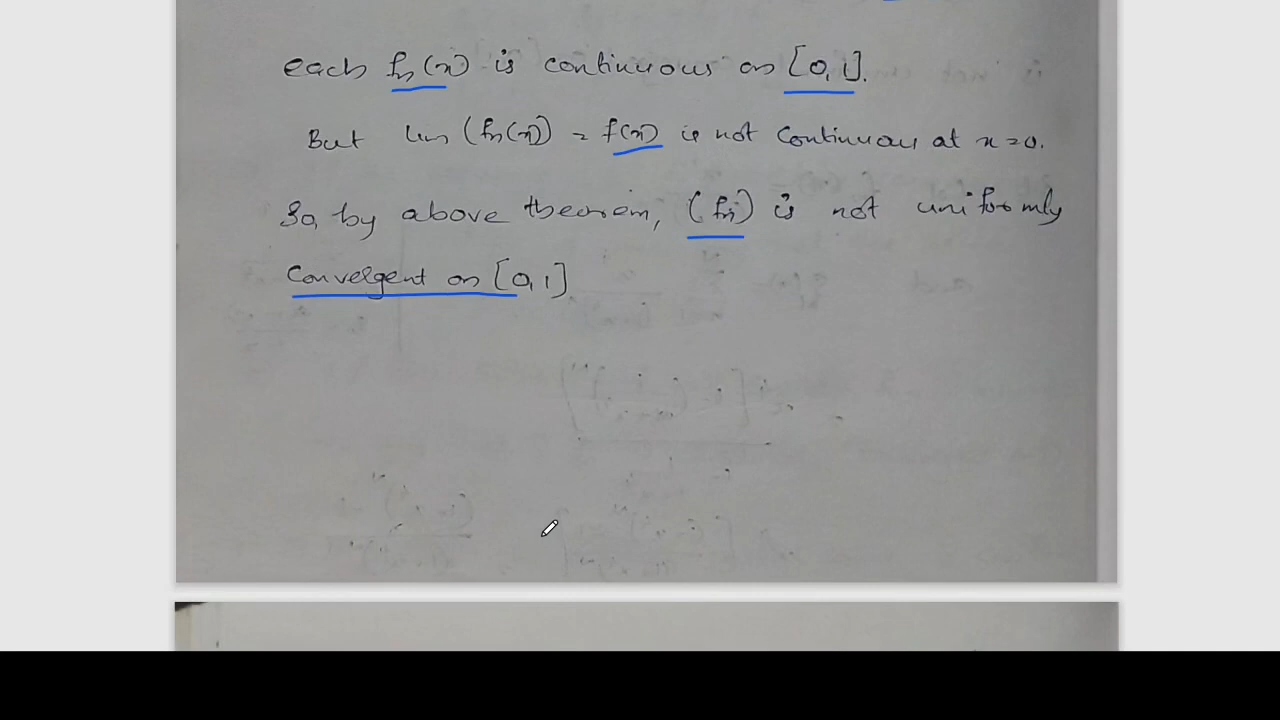 each fn(x) is continuous on [0, 1].
But lim (fn(x)) = f(x) is not continuous at x=0.
So, by above theorem, (fn) is not uniformly
convergent on [0, 1]